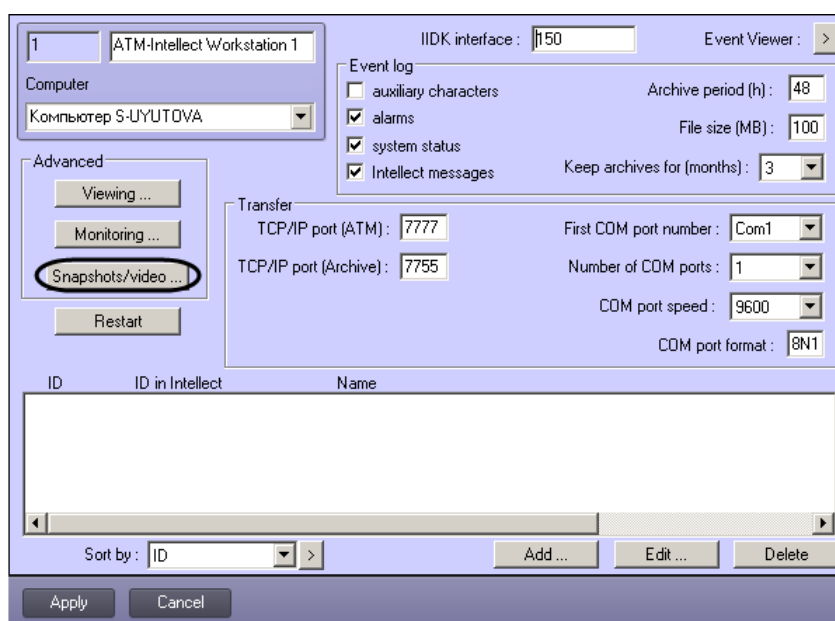 1 ATM-Intellect Workstation 1
IIDK interface : 150 Event Viewer : >
Computer
Компьютер S-UYUTOVA
Event log
auxiliary characters
alarms
system status
Intellect messages
Archive period (h) : 48
File size (MB) : 100
Keep archives for (months) : 3
Advanced
Viewing ...
Monitoring ...
Snapshots/video ...
Restart
Transfer
TCP/IP port (ATM) : 7777
TCP/IP port (Archive) : 7755
First COM port number : Com1
Number of COM ports : 1
COM port speed : 9600
COM port format : 8N1
ID ID in Intellect Name
Sort by : ID > Add ... Edit ... Delete
Apply Cancel